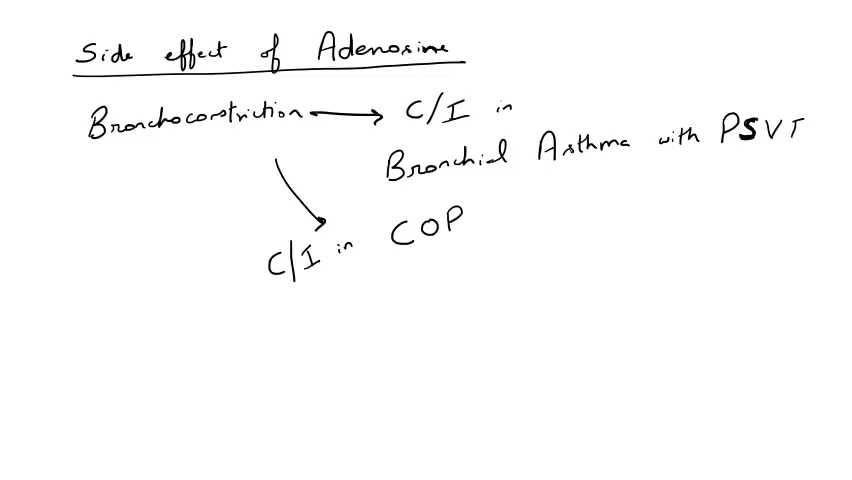 Side effect of Adenosine
Bronchoconstriction → C/I in
Bronchial Asthma with PSVT
C/I in COP